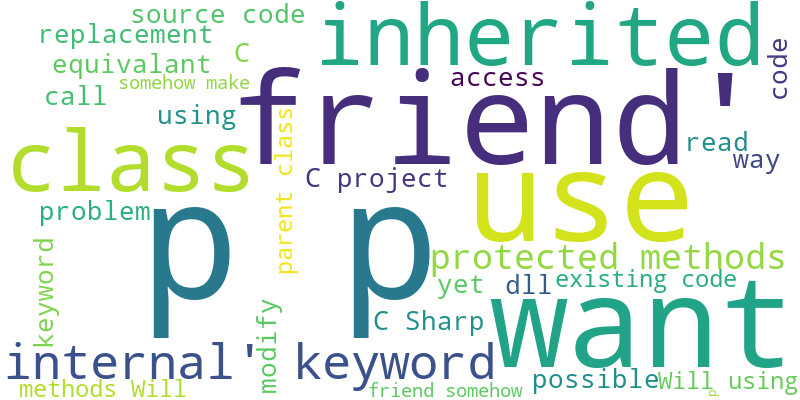 source code
inherited
replacement
C
equivalant
somehow make
access
code
call
friend'
using
class
parent class
read
way
C project
use
problem
p p
protected methods
keyword
yet
dll
existing code
modify
C Sharp
want
internal' keyword
possible
Will using
methods Will
friend somehow
p